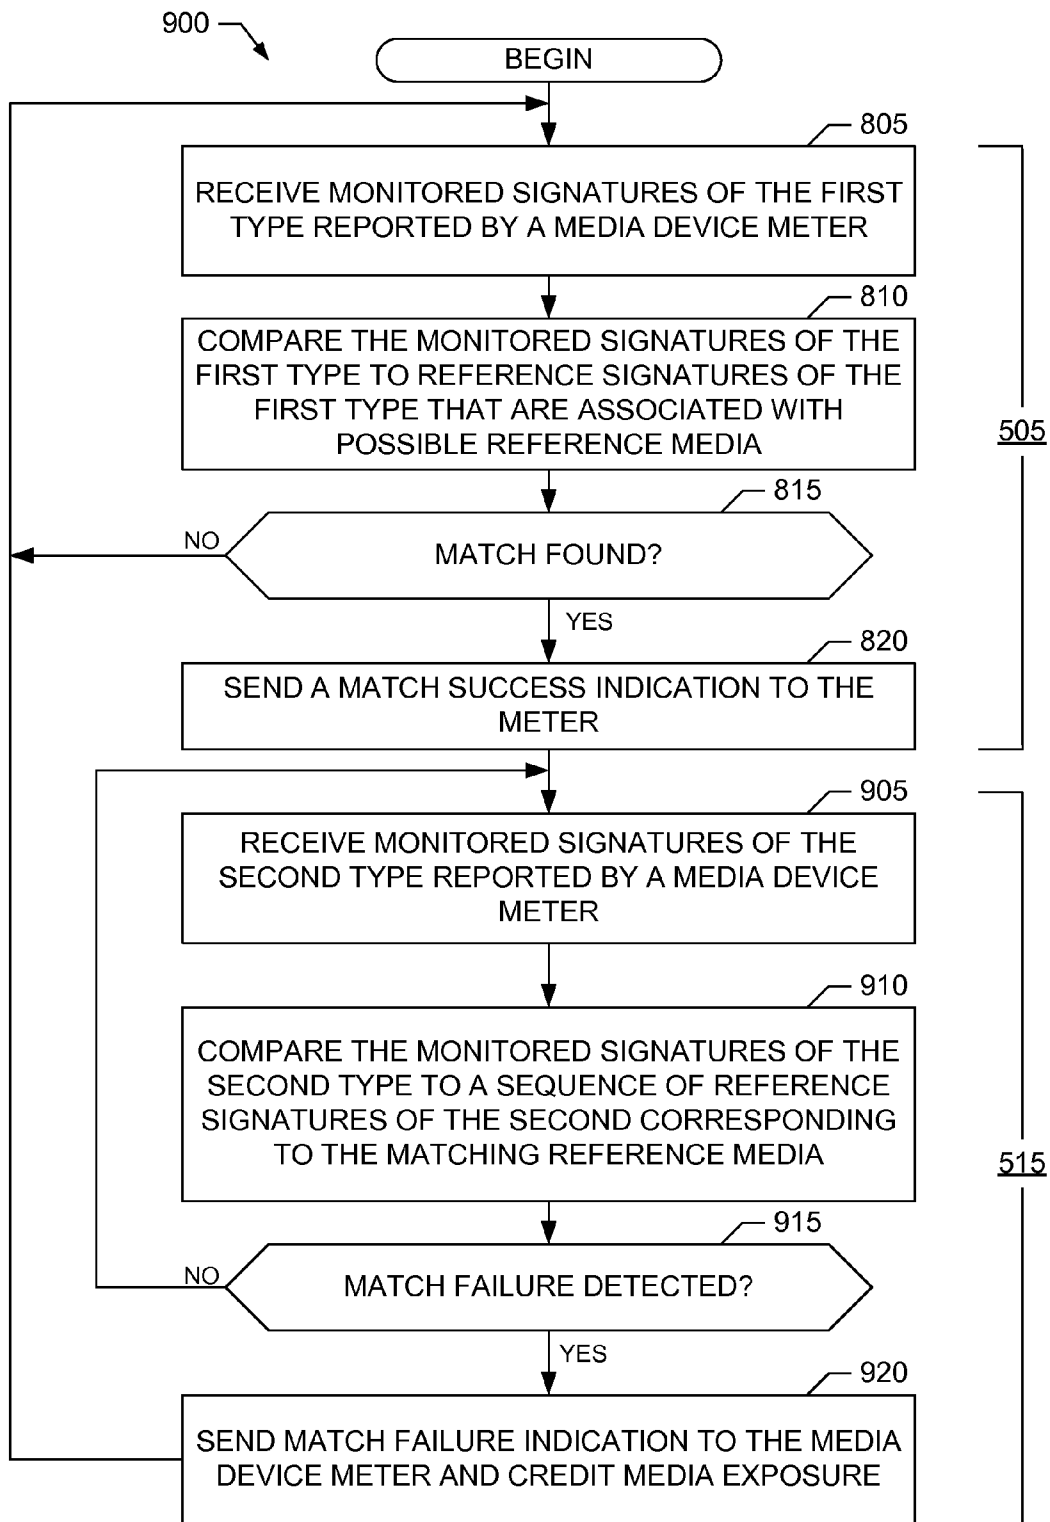 900
BEGIN
805
RECEIVE MONITORED SIGNATURES OF THE FIRST
TYPE REPORTED BY A MEDIA DEVICE METER
810
COMPARE THE MONITORED SIGNATURES OF THE
FIRST TYPE TO REFERENCE SIGNATURES OF THE
FIRST TYPE THAT ARE ASSOCIATED WITH
POSSIBLE REFERENCE MEDIA
505
815
NO
MATCH FOUND?
YES
820
SEND A MATCH SUCCESS INDICATION TO THE
METER
905
RECEIVE MONITORED SIGNATURES OF THE
SECOND TYPE REPORTED BY A MEDIA DEVICE
METER
910
COMPARE THE MONITORED SIGNATURES OF THE
SECOND TYPE TO A SEQUENCE OF REFERENCE
SIGNATURES OF THE SECOND CORRESPONDING
TO THE MATCHING REFERENCE MEDIA
515
915
NO
MATCH FAILURE DETECTED?
YES
920
SEND MATCH FAILURE INDICATION TO THE MEDIA
DEVICE METER AND CREDIT MEDIA EXPOSURE